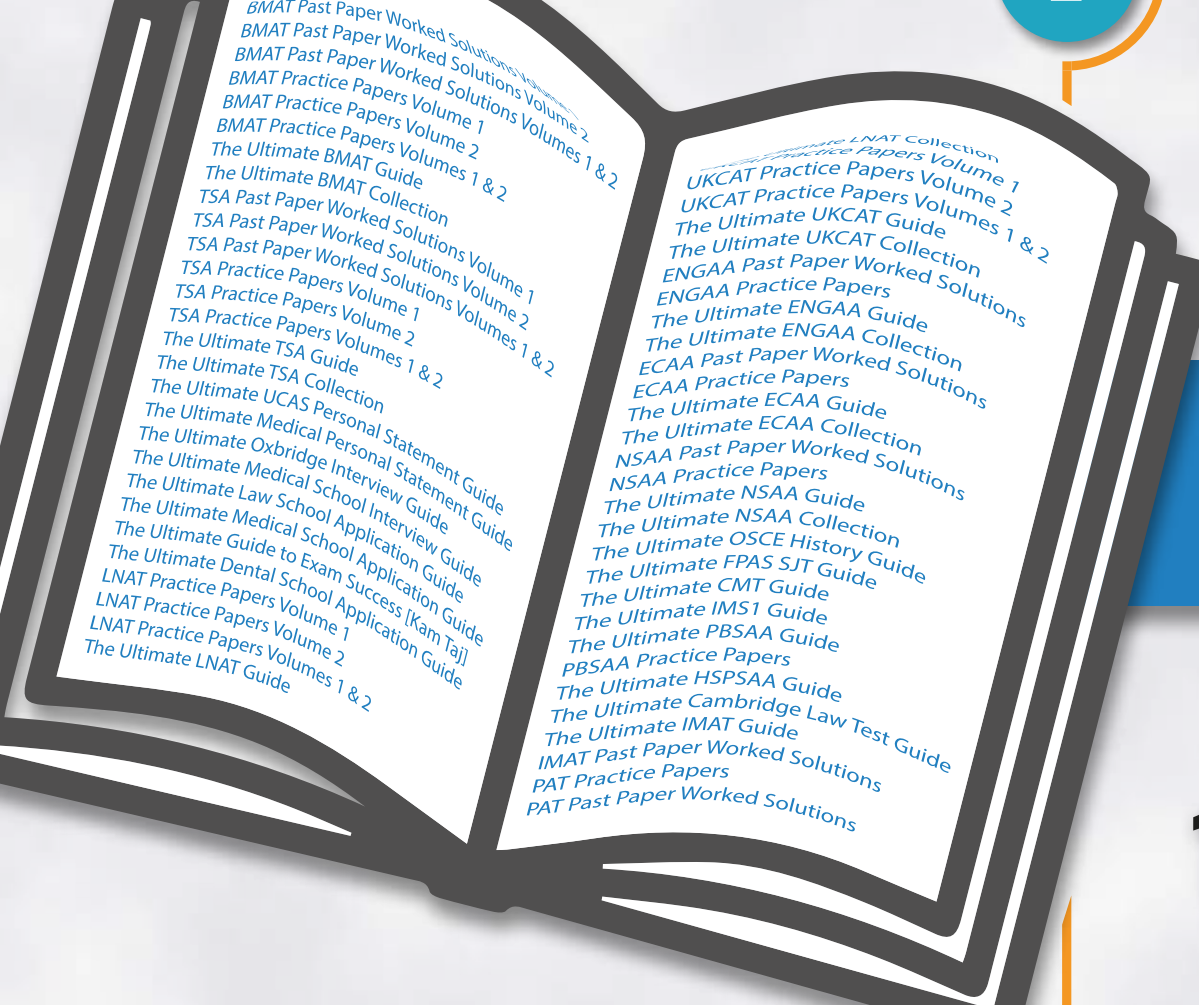 BMAT Past Paper Worked Solutions Volume
BMAT Past Paper Worked Solutions Volume 2
BMAT Past Paper Worked Solutions Volumes 1 & 2
BMAT Practice Papers Volume 1
BMAT Practice Papers Volume 2
BMAT Practice Papers Volumes 1 & 2
The Ultimate BMAT Guide
The Ultimate BMAT Collection
TSA Past Paper Worked Solutions Volume 1
TSA Past Paper Worked Solutions Volume 2
TSA Past Paper Worked Solutions Volumes 1 & 2
TSA Practice Papers Volume 1
TSA Practice Papers Volume 2
TSA Practice Papers Volumes 1 & 2
The Ultimate TSA Guide
The Ultimate TSA Collection
The Ultimate UCAS Personal Statement Guide
The Ultimate Medical Personal Statement Guide
The Ultimate Oxbridge Interview Guide
The Ultimate Medical School Interview Guide
The Ultimate Law School Application Guide
The Ultimate Medical School Application Guide
The Ultimate Guide to Exam Success [Kam Taj]
The Ultimate Dental School Application Guide
LNAT Practice Papers Volume 1
LNAT Practice Papers Volume 2
LNAT Practice Papers Volumes 1 & 2
The Ultimate LNAT Guide
Ultimate LNAT Collection
UKCAT Practice Papers Volume 1
UKCAT Practice Papers Volume 2
UKCAT Practice Papers Volumes 1 & 2
The Ultimate UKCAT Guide
The Ultimate UKCAT Collection
ENGAA Past Paper Worked Solutions
ENGAA Practice Papers
The Ultimate ENGAA Guide
The Ultimate ENGAA Collection
ECAA Past Paper Worked Solutions
ECAA Practice Papers
The Ultimate ECAA Guide
The Ultimate ECAA Collection
NSAA Past Paper Worked Solutions
NSAA Practice Papers
The Ultimate NSAA Guide
The Ultimate NSAA Collection
The Ultimate OSCE History Guide
The Ultimate FPAS SJT Guide
The Ultimate CMT Guide
The Ultimate IMS1 Guide
The Ultimate PBSAA Guide
PBSAA Practice Papers
The Ultimate HSPSAA Guide
The Ultimate Cambridge Law Test Guide
The Ultimate IMAT Guide
IMAT Past Paper Worked Solutions
PAT Practice Papers
PAT Past Paper Worked Solutions